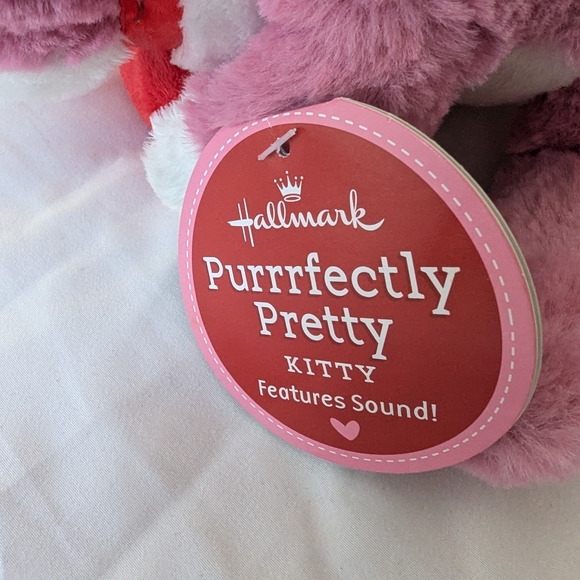 Hallmark
Purrrfectly
Pretty
KITTY
Features Sound!